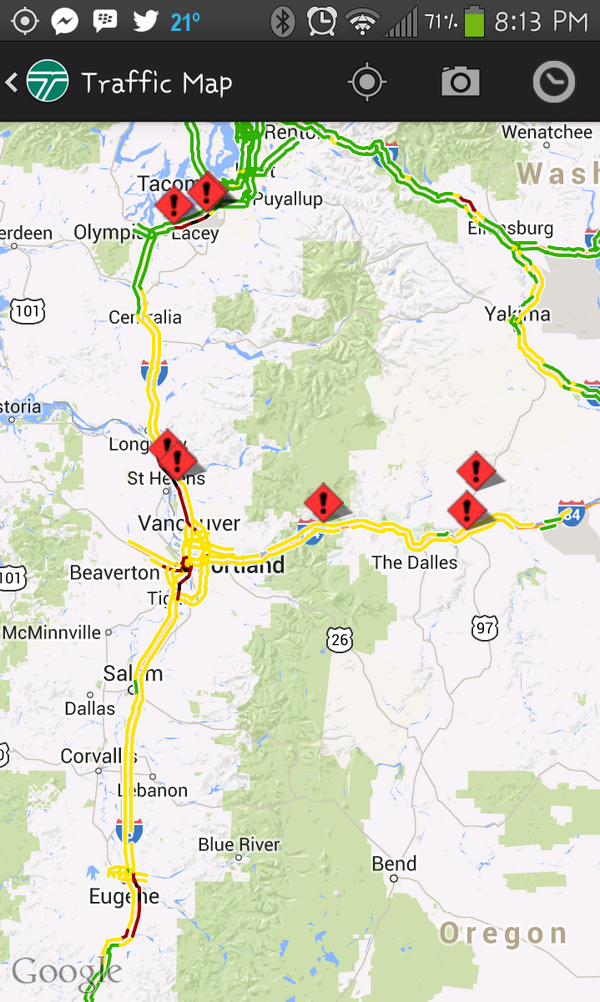 21° 71% 8:13 PM
Traffic Map
Renton
Wenatchee
Wash
Tacoma
Puyallup
erdeen
Olympia
Lacey
Ellensburg
101
Centralia
Yakima
storia
Longview
St Helens
Vancouver
84
Portland
The Dalles
101
Beaverton
Tig
McMinnville
26
97
Salem
Dallas
Corvallis
Lebanon
Blue River
Bend
Eugene
Oregon
Google